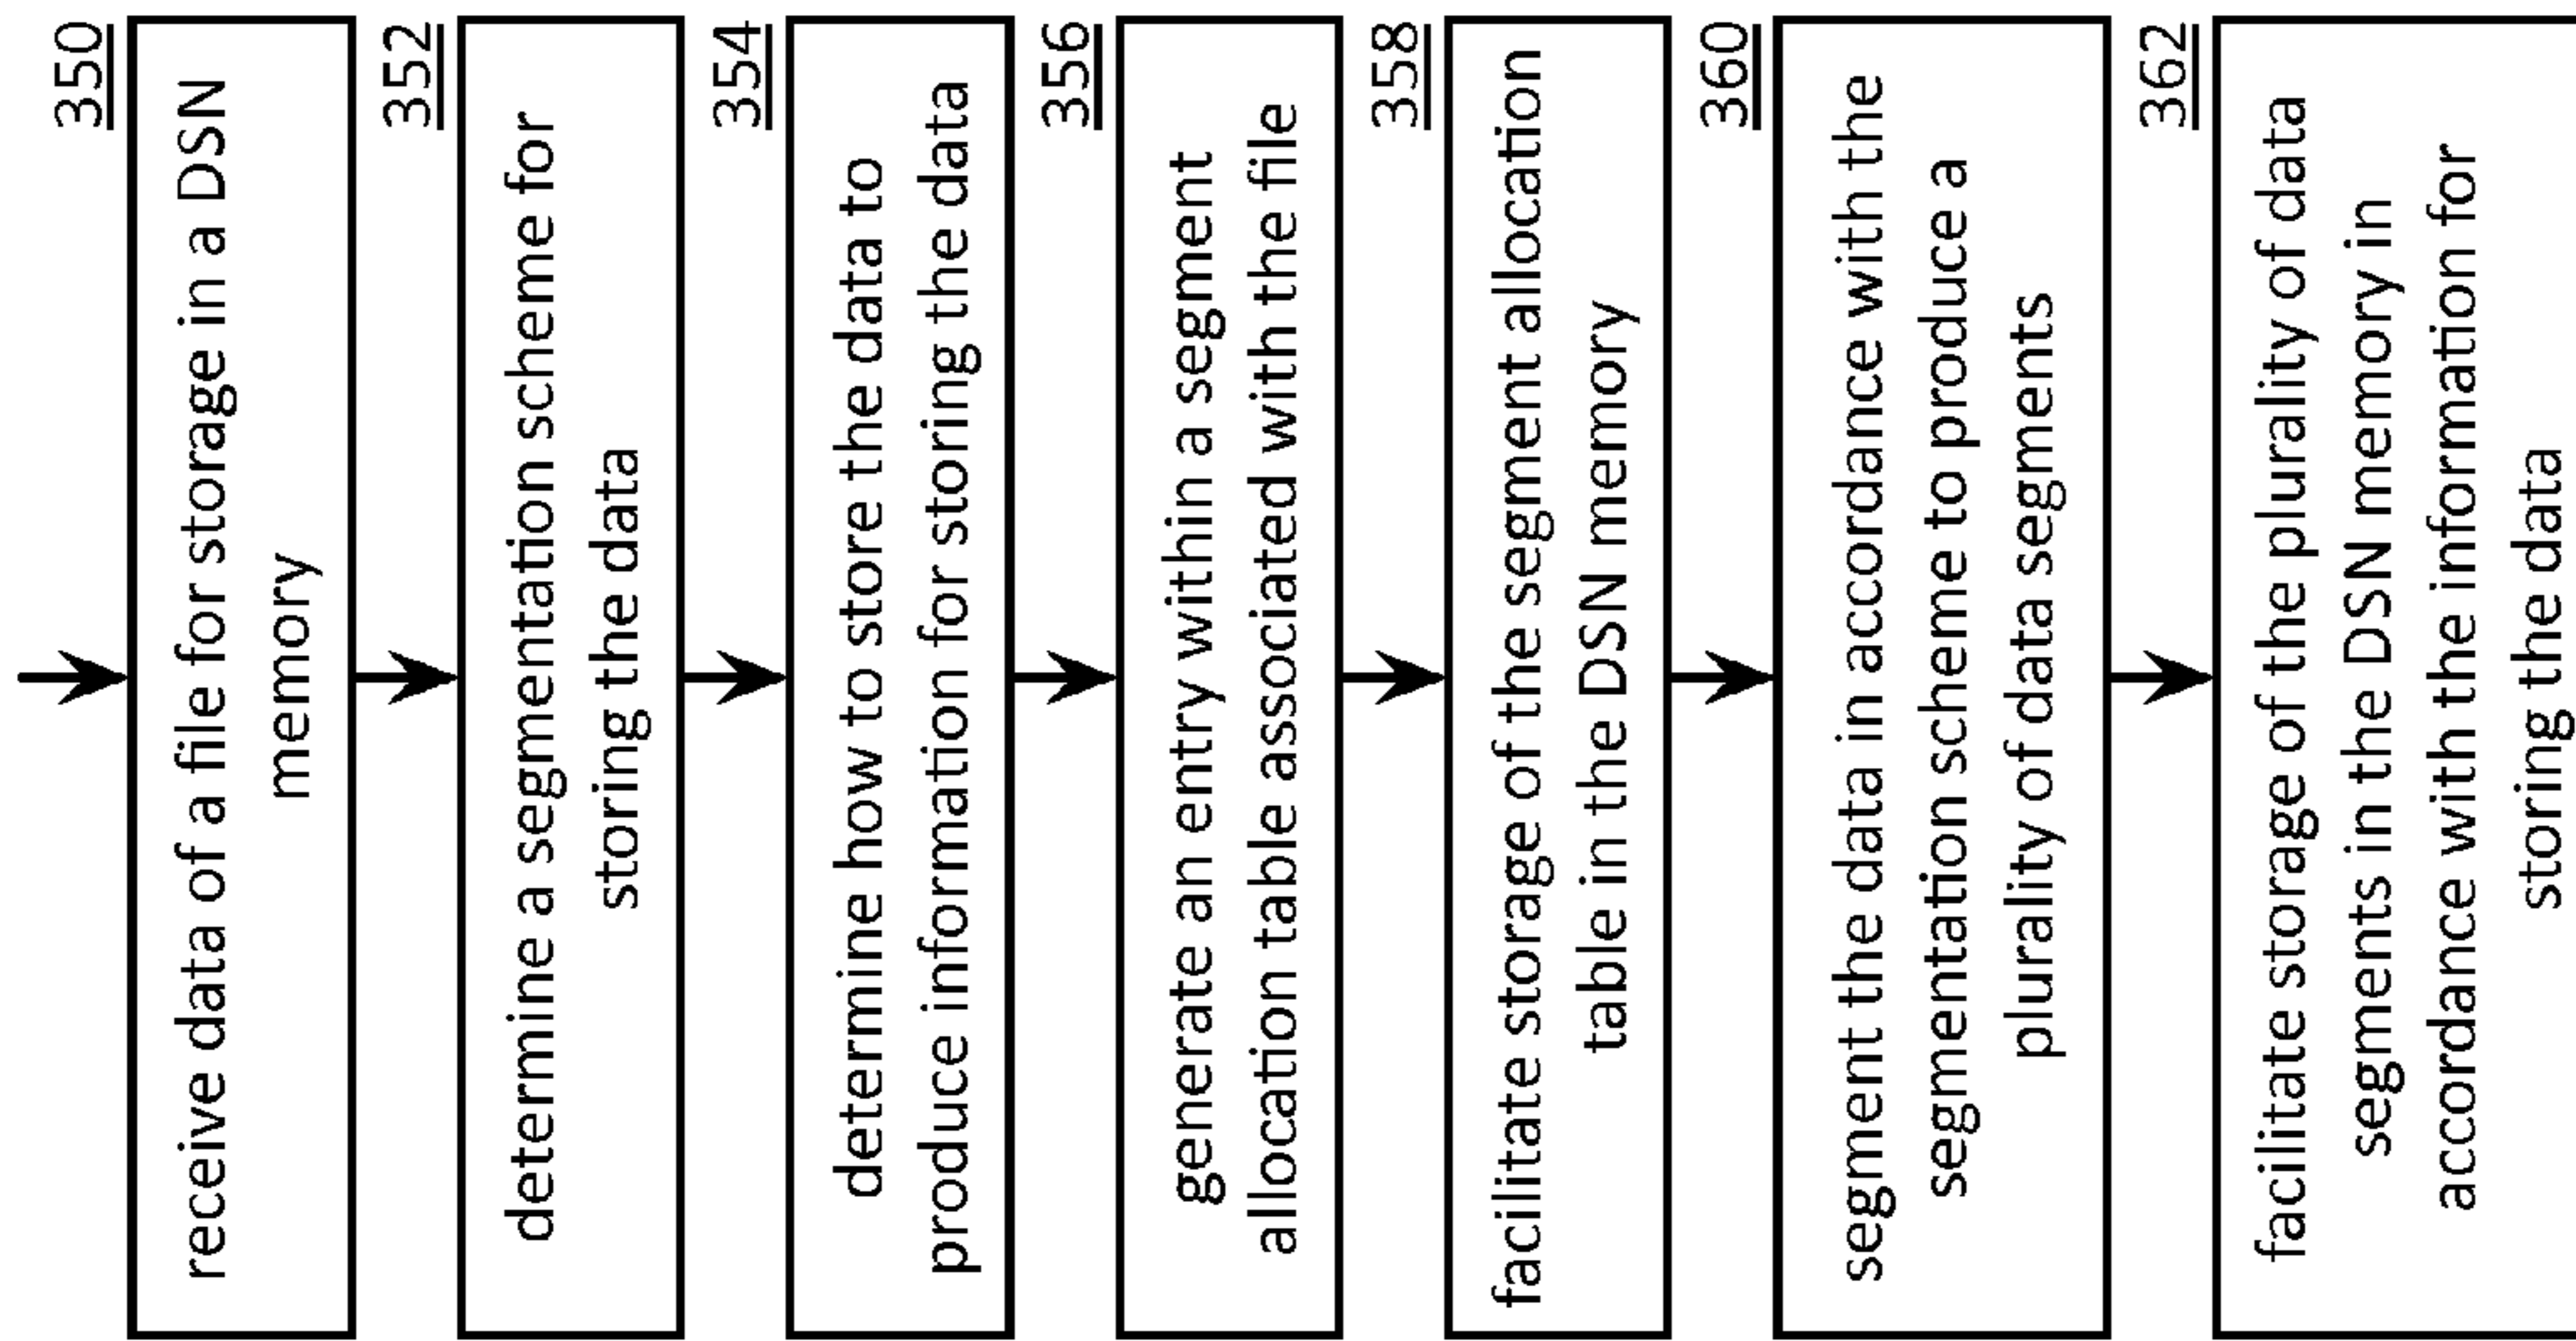 350
receive data of a file for storage in a DSN
memory
352
determine a segmentation scheme for
storing the data
354
determine how to store the data to
produce information for storing the data
356
generate an entry within a segment
allocation table associated with the file
358
facilitate storage of the segment allocation
table in the DSN memory
360
segment the data in accordance with the
segmentation scheme to produce a
plurality of data segments
362
facilitate storage of the plurality of data
segments in the DSN memory in
accordance with the information for
storing the data